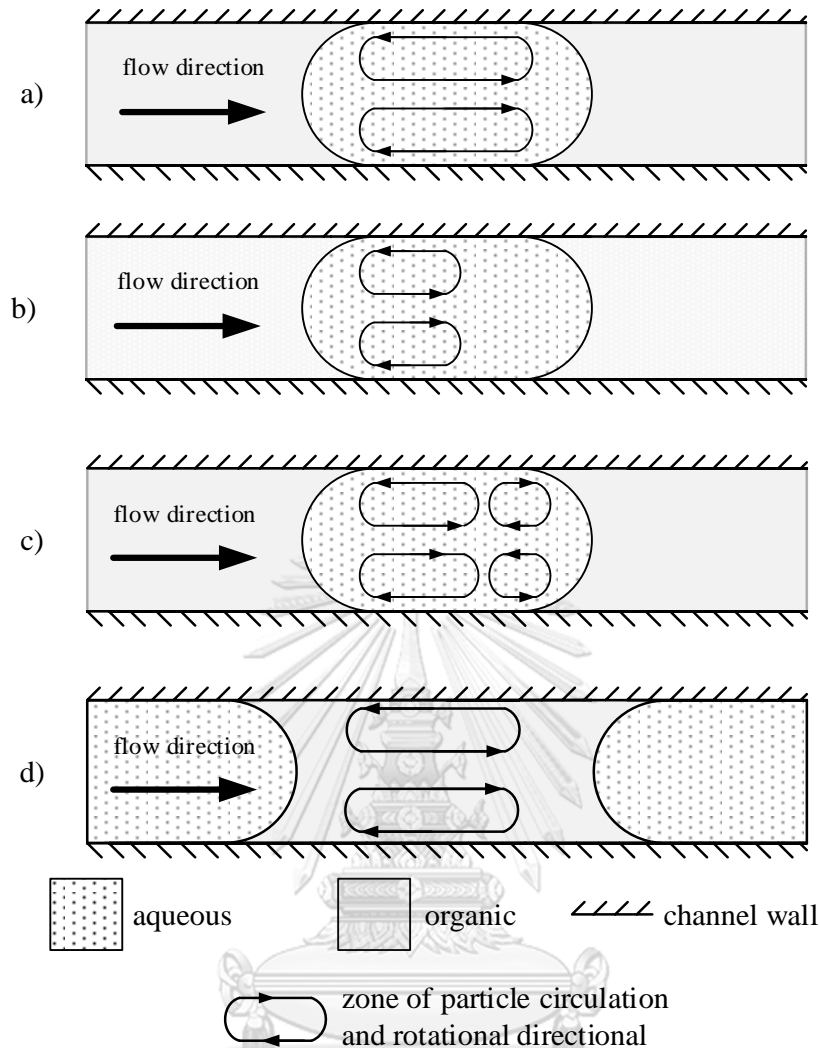 a)
flow direction
b)
flow direction
c)
flow direction
d)
flow direction
aqueous
organic
channel wall
zone of particle circulation
and rotational directional